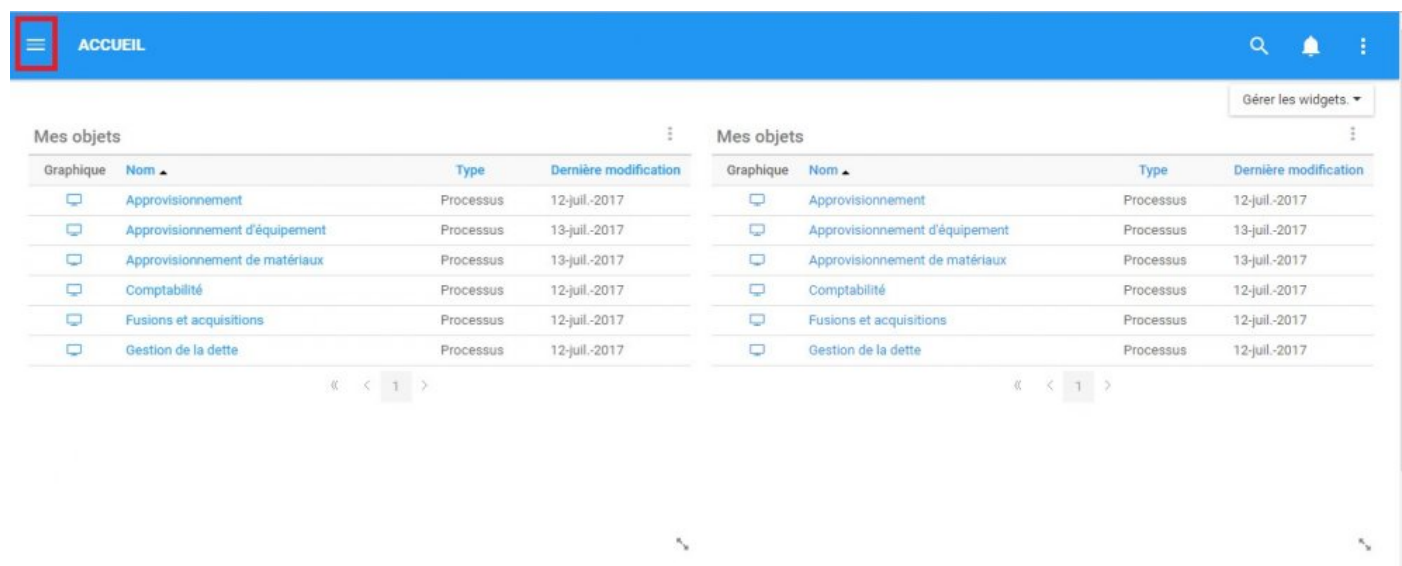 ACCUEIL
Gérer les widgets.
Mes objets
Graphique Nom Type Dernière modification
Approvisionnement Processus 12-juil.-2017
Approvisionnement d'équipement Processus 13-juil.-2017
Approvisionnement de matériaux Processus 13-juil.-2017
Comptabilité Processus 12-juil.-2017
Fusions et acquisitions Processus 12-juil.-2017
Gestion de la dette Processus 12-juil.-2017
1
Mes objets
Graphique Nom Type Dernière modification
Approvisionnement Processus 12-juil.-2017
Approvisionnement d'équipement Processus 13-juil.-2017
Approvisionnement de matériaux Processus 13-juil.-2017
Comptabilité Processus 12-juil.-2017
Fusions et acquisitions Processus 12-juil.-2017
Gestion de la dette Processus 12-juil.-2017
1